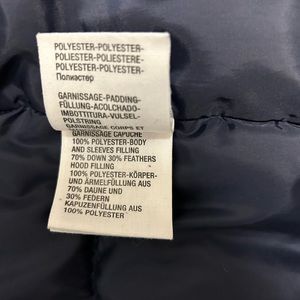 POLYESTER-POLYESTER-
POLIESTER-POLIESTERE-
POLYESTER-POLYESTER-
Полиэстер
GARNISSAGE-PADDING-
FÜLLUNG-ACOLCHADO-
IMBOTTITURA-VULSEL-
POLSTRING
GARNISSAGE CORPS ET
GARNISSAGE CAPUCHE
100% POLYESTER-BODY
AND SLEEVES FILLING
70% DOWN 30% FEATHERS
HOOD FILLING
100% POLYESTER-KÖRPER-
UND ÄRMELFÜLLUNG AUS
70% DAUNE UND
30% FEDERN
KAPUZENFÜLLUNG AUS
100% POLYESTER